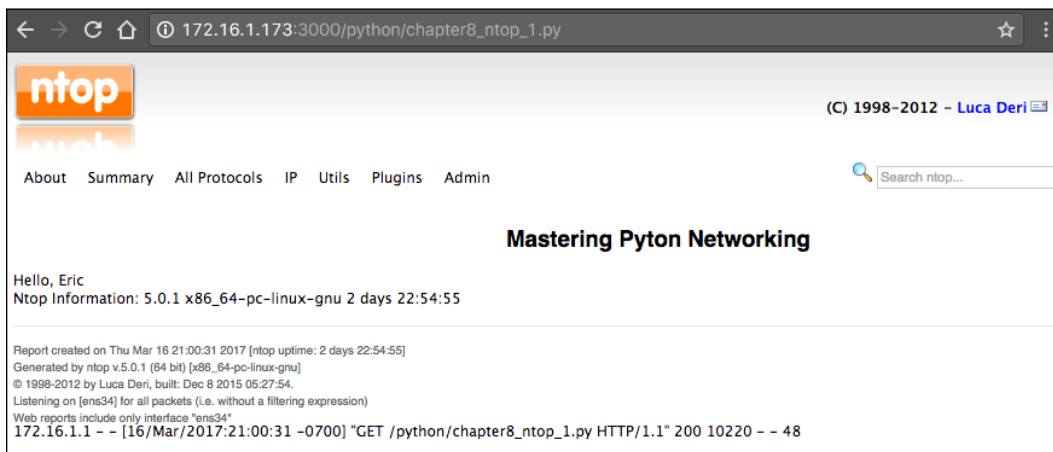 172.16.1.173:3000/python/chapter8_ntop_1.py
ntop
(C) 1998-2012 - Luca Deri
About Summary All Protocols IP Utils Plugins Admin
Search ntop...
Mastering Pyton Networking
Hello, Eric
Ntop Information: 5.0.1 x86_64-pc-linux-gnu 2 days 22:54:55
Report created on Thu Mar 16 21:00:31 2017 [ntop uptime: 2 days 22:54:55]
Generated by ntop v.5.0.1 (64 bit) [x86_64-pc-linux-gnu]
© 1998-2012 by Luca Deri, built: Dec 8 2015 05:27:54.
Listening on [ens34] for all packets (i.e. without a filtering expression)
Web reports include only interface "ens34"
172.16.1.1 - - [16/Mar/2017:21:00:31 -0700] "GET /python/chapter8_ntop_1.py HTTP/1.1" 200 10220 - - 48